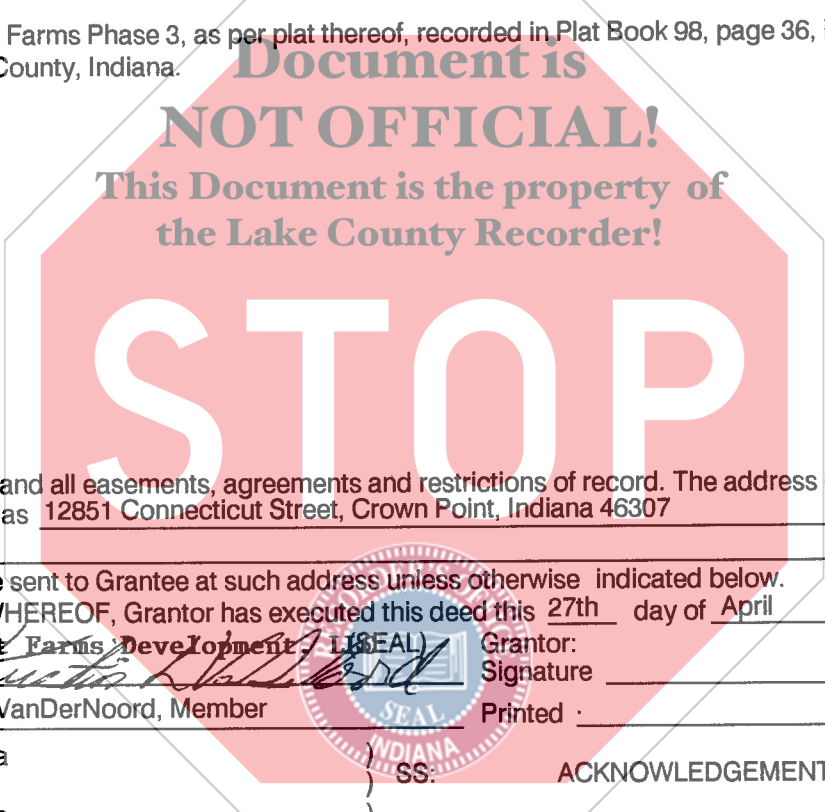 Farms Phase 3, as per plat thereof, recorded in Plat Book 98, page 36,
County, Indiana.
Document is
NOT OFFICIAL!
This Document is the property of
the Lake County Recorder!
STOP
and all easements, agreements and restrictions of record. The address
as 12851 Connecticut Street, Crown Point, Indiana 46307
sent to Grantee at such address unless otherwise indicated below.
WHEREOF, Grantor has executed this deed this 27th day of April
Farms Development, (SEAL) Grantor:
Signature
VanDerNoord, Member Printed
SEAL
INDIANA
) SS: ACKNOWLEDGEMENT